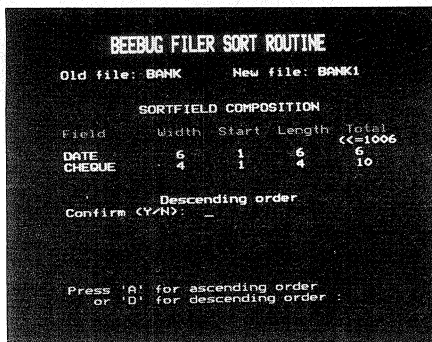 BEEBUG FILER SORT ROUTINE
Old file: BANK New file: BANK1
SORTFIELD COMPOSITION
Field Width Start Length Total
<<=1006
DATE 6 1 6 6
CHEQUE 4 1 4 10
Descending order
Confirm (Y/N): _
Press 'A' for ascending order
or 'D' for descending order :